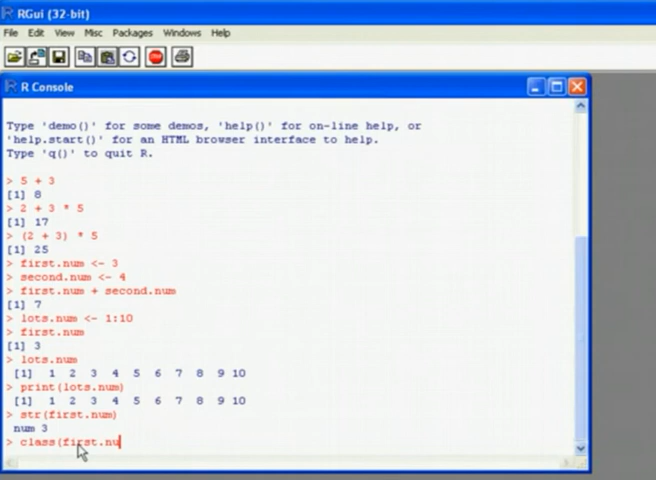 RGui (32-bit)
File Edit View Misc Packages Windows Help
R Console
Type 'demo()' for some demos, 'help()' for on-line help, or
'help.start()' for an HTML browser interface to help.
Type 'q()' to quit R.
> 5 + 3
[1] 8
> 2 + 3 * 5
[1] 17
> (2 + 3) * 5
[1] 25
> first.num <- 3
> second.num <- 4
> first.num + second.num
[1] 7
> lots.num <- 1:10
> first.num
[1] 3
> lots.num
[1] 1 2 3 4 5 6 7 8 9 10
> print(lots.num)
[1] 1 2 3 4 5 6 7 8 9 10
> str(first.num)
num 3
> class(first.nu